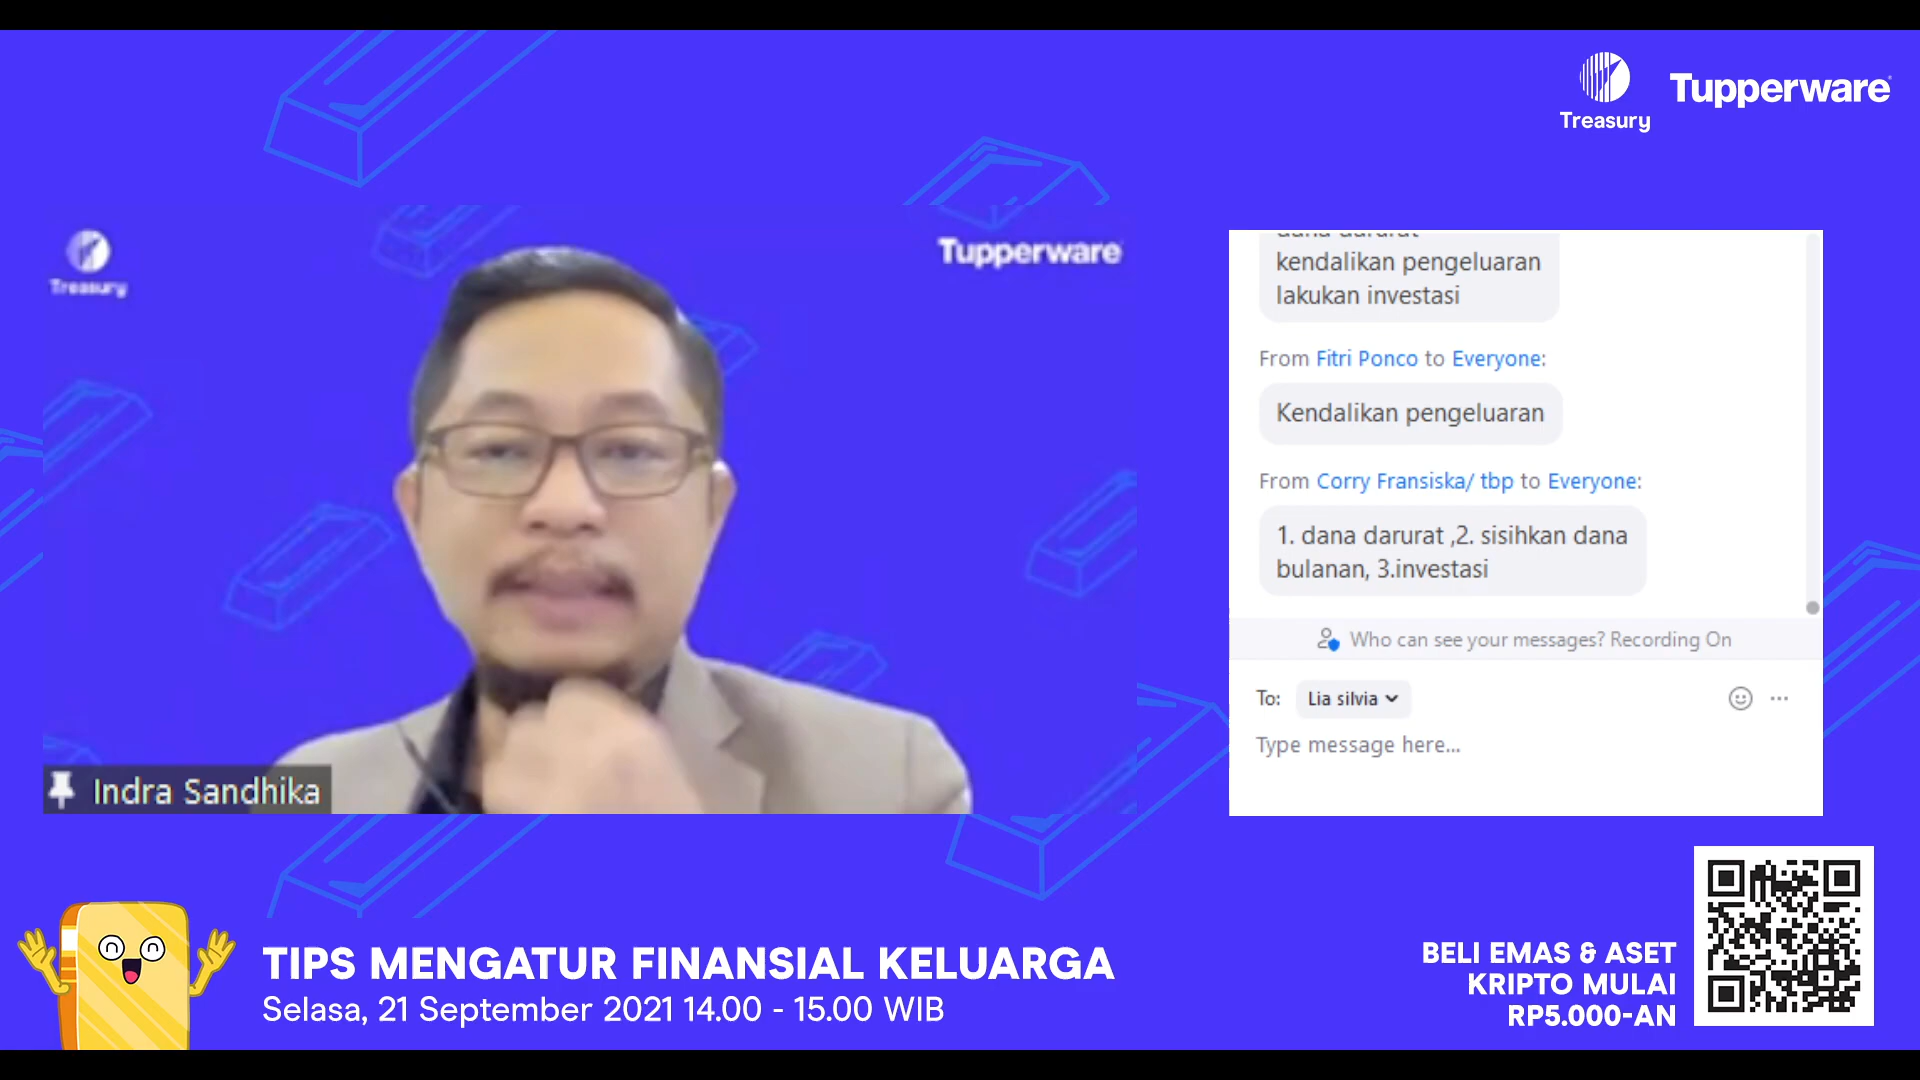 Treasury
Tupperware
Treasury
Tupperware
Indra Sandhika
kendalikan pengeluaran
lakukan investasi
From Fitri Ponco to Everyone:
Kendalikan pengeluaran
From Corry Fransiska/ tbp to Everyone:
1. dana darurat ,2. sisihkan dana
bulanan, 3.investasi
Who can see your messages? Recording On
To: Lia silvia
Type message here...
TIPS MENGATUR FINANSIAL KELUARGA
Selasa, 21 September 2021 14.00 - 15.00 WIB
BELI EMAS & ASET
KRIPTO MULAI
RP5.000-AN